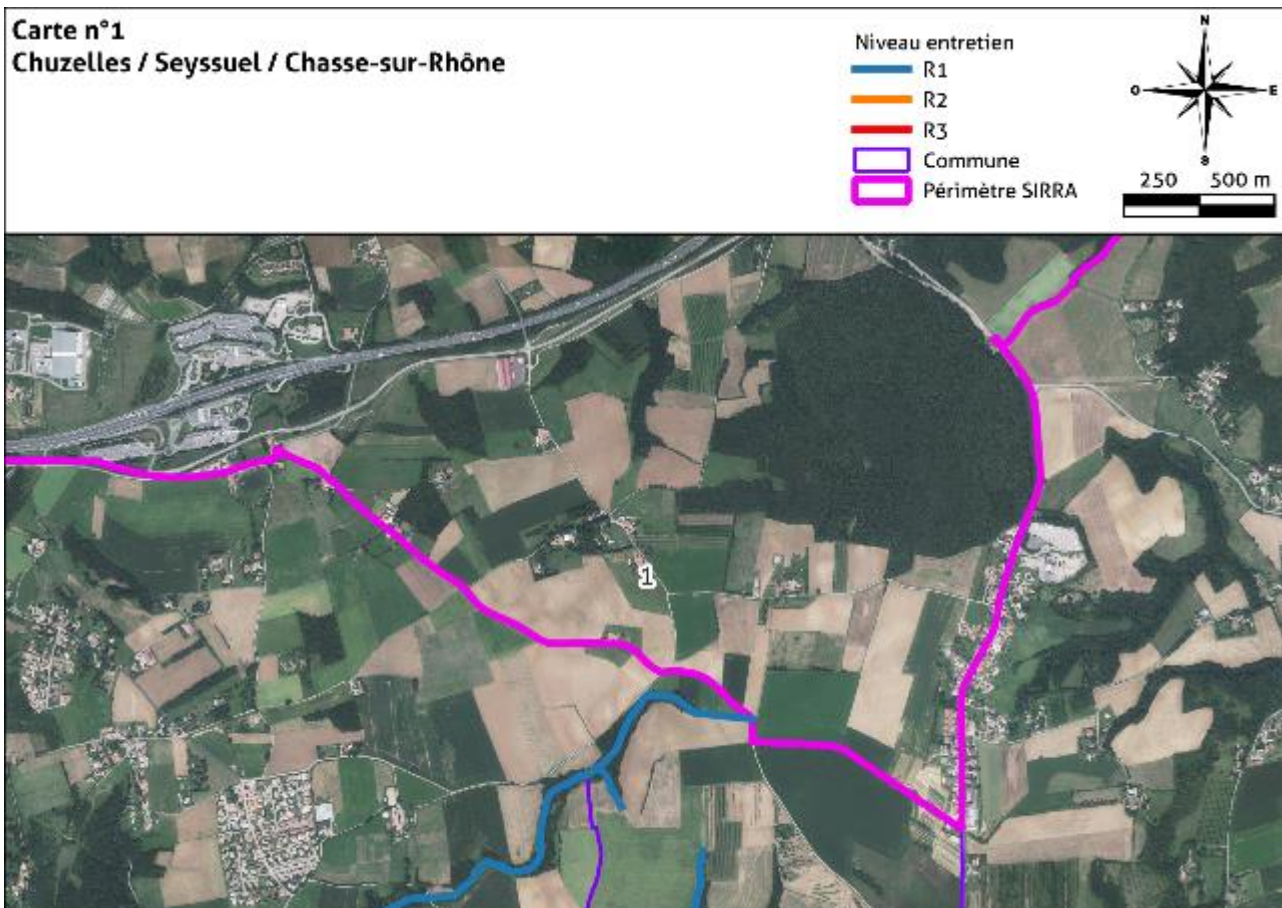 Carte n°1
Chuzelles / Seyssuel / Chasse-sur-Rhône
Niveau entretien
R1
R2
R3
Commune
Périmètre SIRRA
N
O
E
S
250 500 m
1